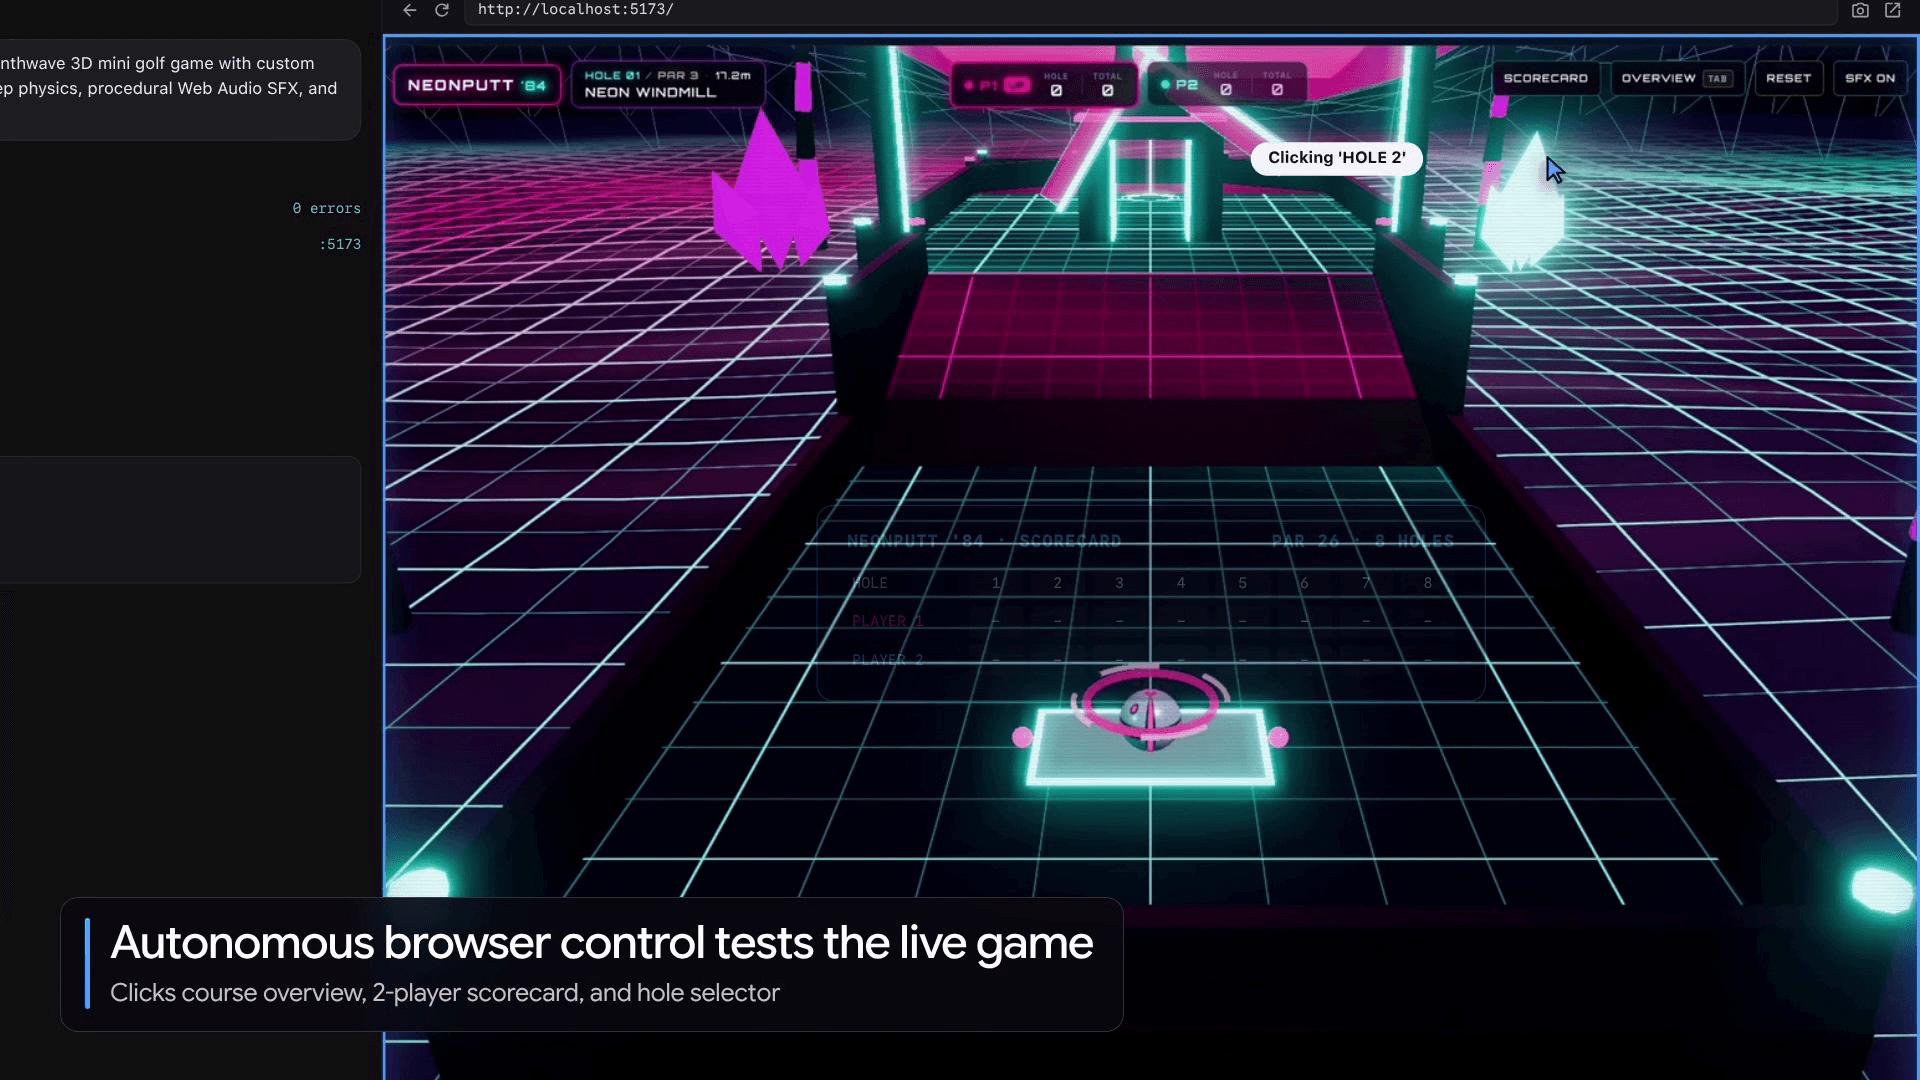 http://localhost:5173/
nthwave 3D mini golf game with custom
ep physics, procedural Web Audio SFX, and
0 errors
:5173
NEONPUTT '84
HOLE 01 / PAR 3 · 17.2m
NEON WINDMILL
P1 UP HOLE 0 TOTAL 0
P2 HOLE 0 TOTAL 0
SCORECARD
OVERVIEW TAB
RESET
SFX ON
Clicking 'HOLE 2'
NEONPUTT '84 · SCORECARD PAR 26 · 8 HOLES
HOLE 1 2 3 4 5 6 7 8
PLAYER 1 – – – – – – – –
PLAYER 2 – – – – – – – –
Autonomous browser control tests the live game
Clicks course overview, 2-player scorecard, and hole selector